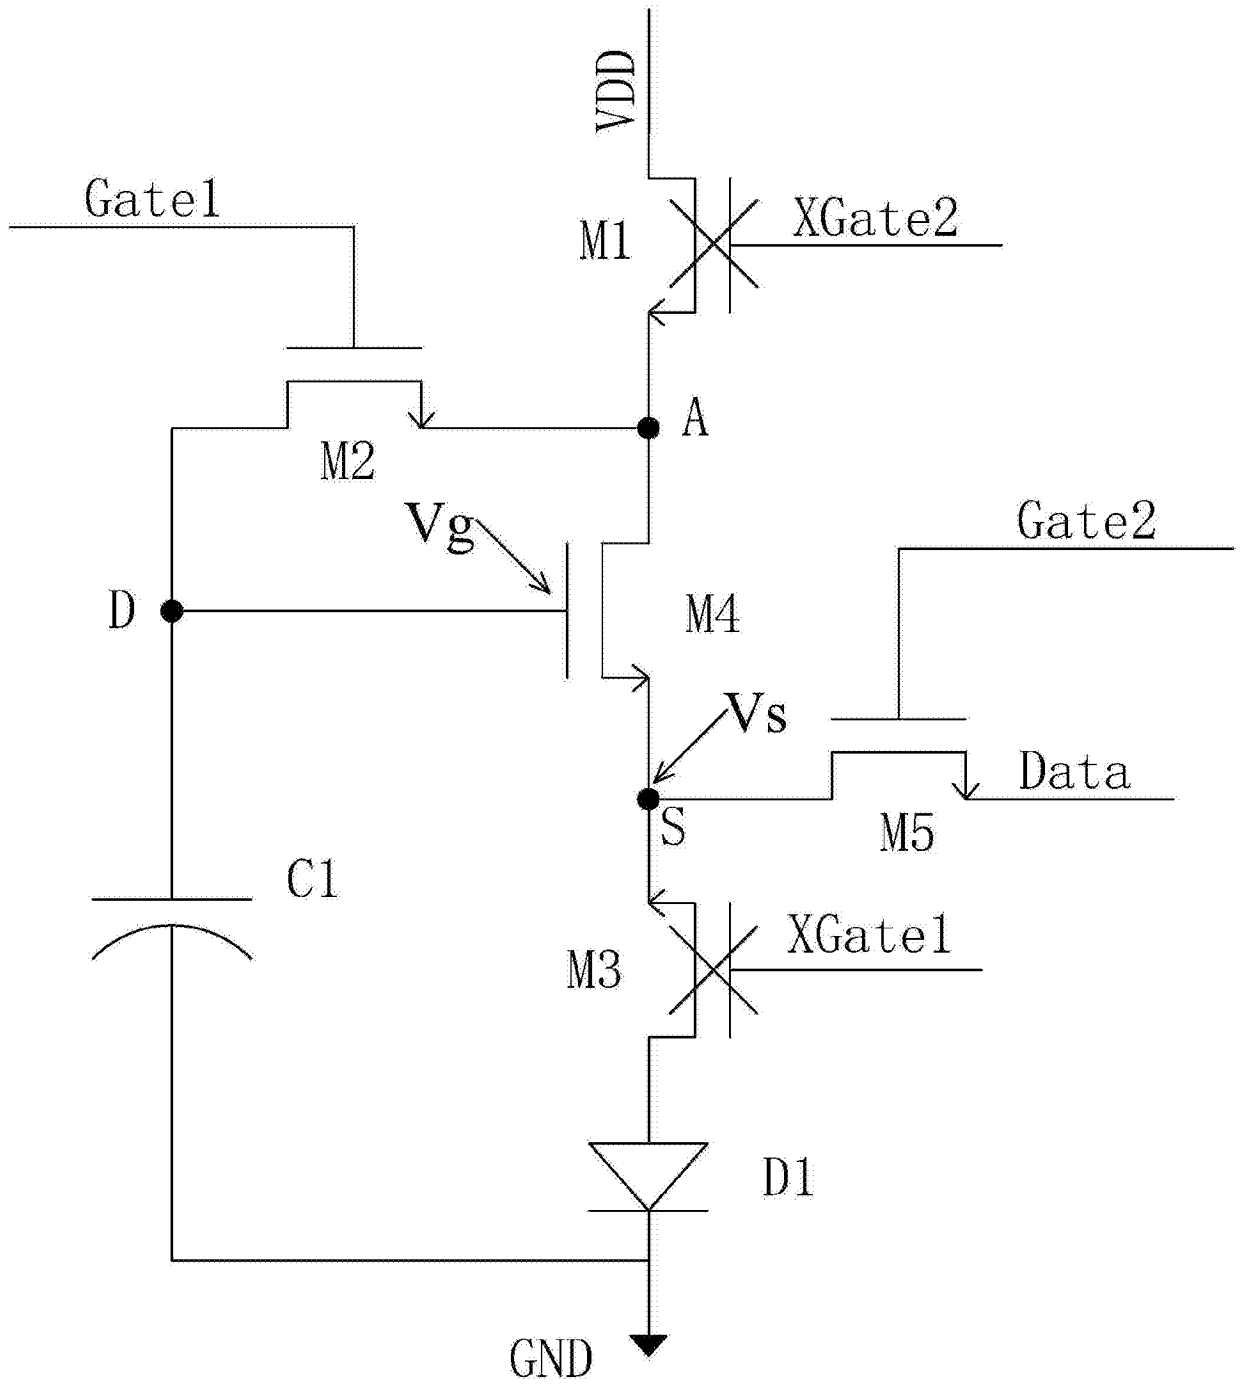 VDD
Gate1
XGate2
M1
A
M2
Vg
Gate2
D
M4
Vs
Data
S
M5
C1
XGate1
M3
D1
GND